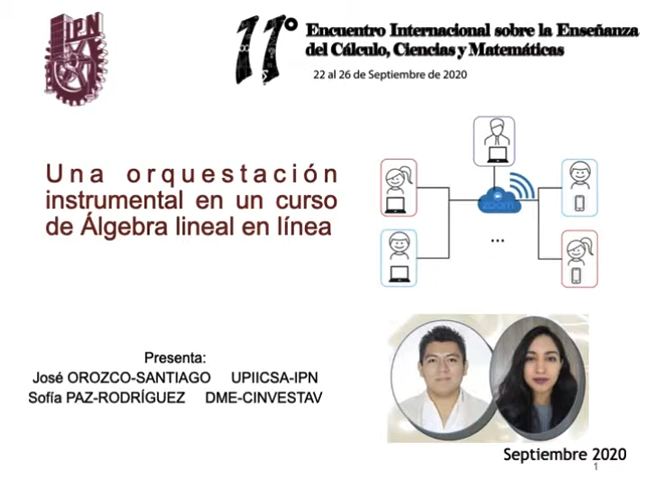 IPN
11° Encuentro Internacional sobre la Enseñanza
del Cálculo, Ciencias y Matemáticas
22 al 26 de Septiembre de 2020
Una orquestación
instrumental en un curso
de Álgebra lineal en línea
zoom
...
Presenta:
José OROZCO-SANTIAGO UPIICSA-IPN
Sofía PAZ-RODRÍGUEZ DME-CINVESTAV
Septiembre 2020
1